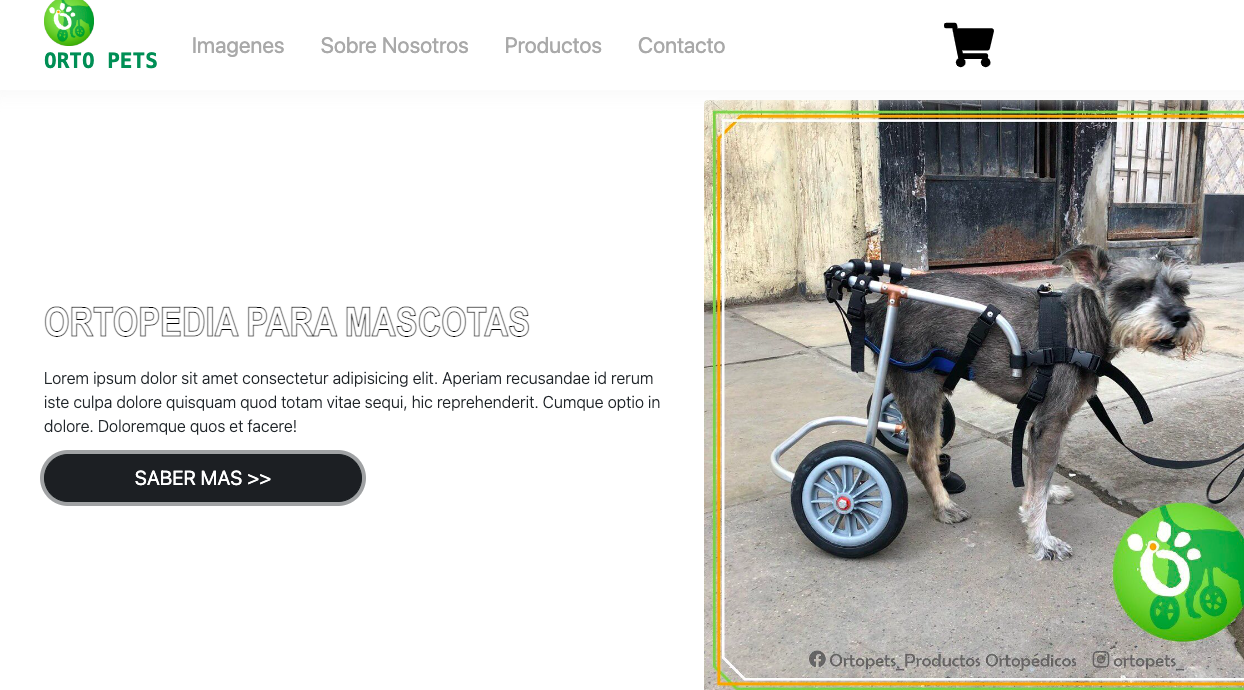 ORTO PETS
Imagenes
Sobre Nosotros
Productos
Contacto
ORTOPEDIA PARA MASCOTAS
Lorem ipsum dolor sit amet consectetur adipisicing elit. Aperiam recusandae id rerum
iste culpa dolore quisquam quod totam vitae sequi, hic reprehenderit. Cumque optio in
dolore. Doloremque quos et facere!
SABER MAS >>
Ortopets_Productos Ortopédicos
ortopets_